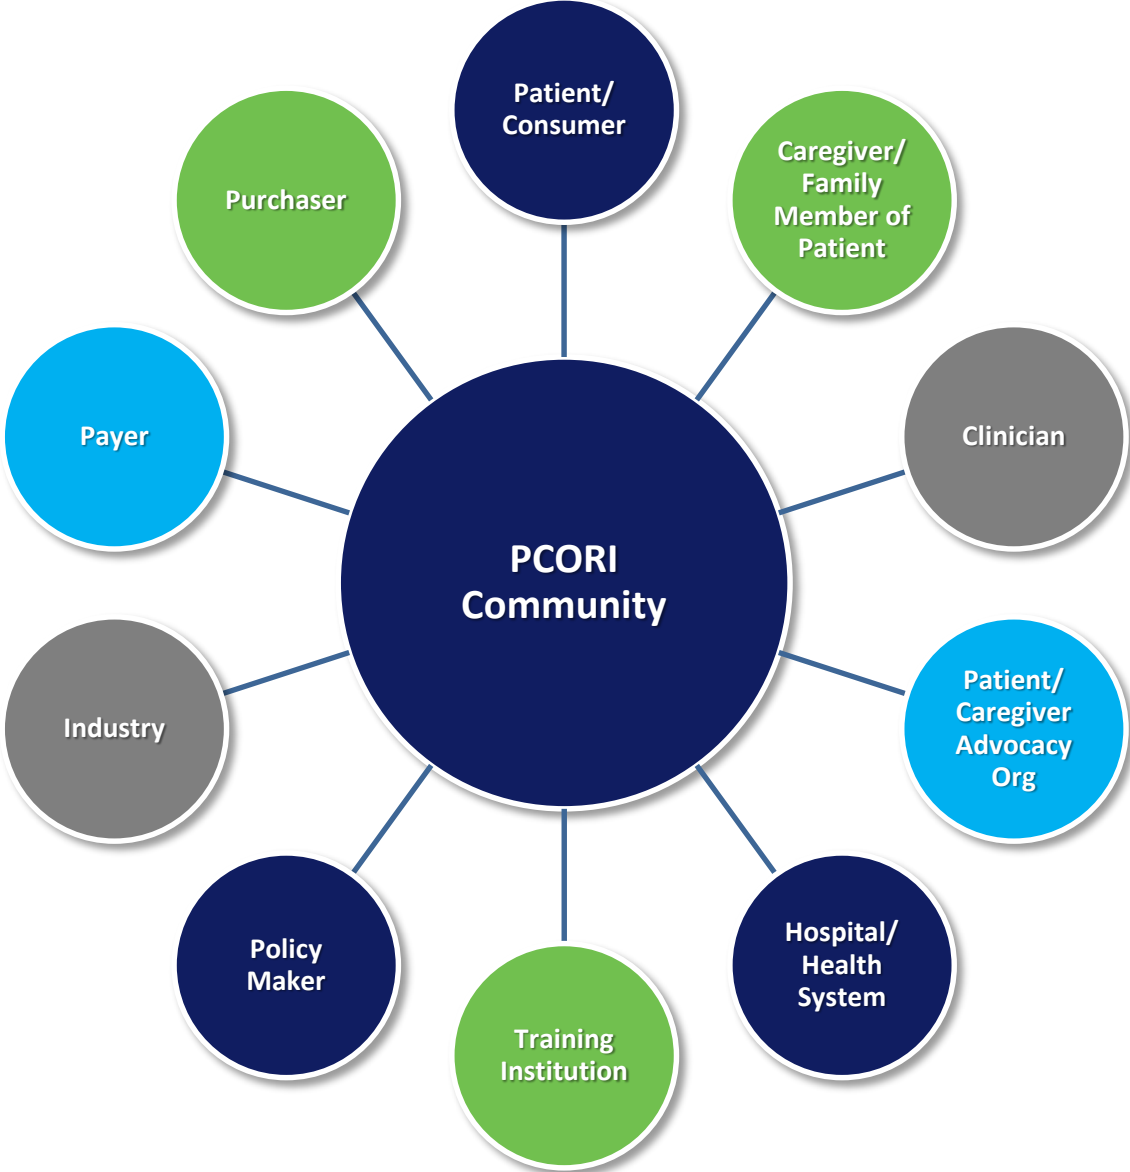 Patient/
Consumer
Caregiver/
Family
Member of
Patient
Clinician
Patient/
Caregiver
Advocacy
Org
Hospital/
Health
System
Training
Institution
Policy
Maker
Industry
Payer
Purchaser
PCORI
Community